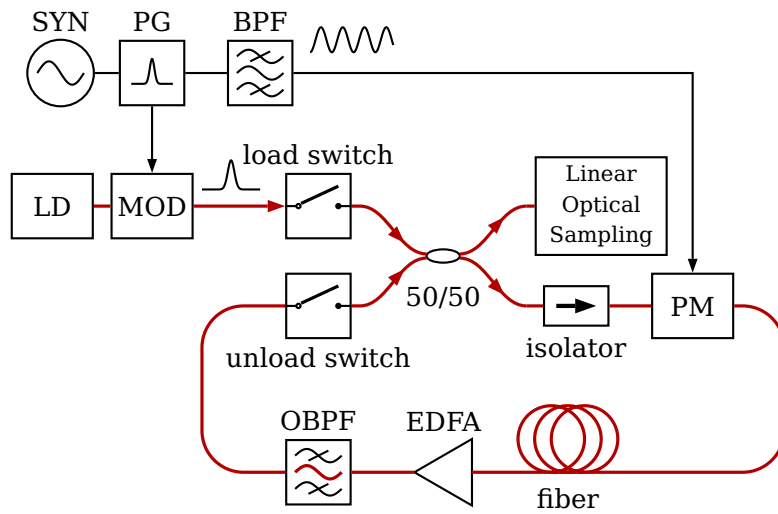 SYN
PG
BPF
load switch
LD
MOD
Linear
Optical
Sampling
50/50
PM
unload switch
isolator
OBPF
EDFA
fiber